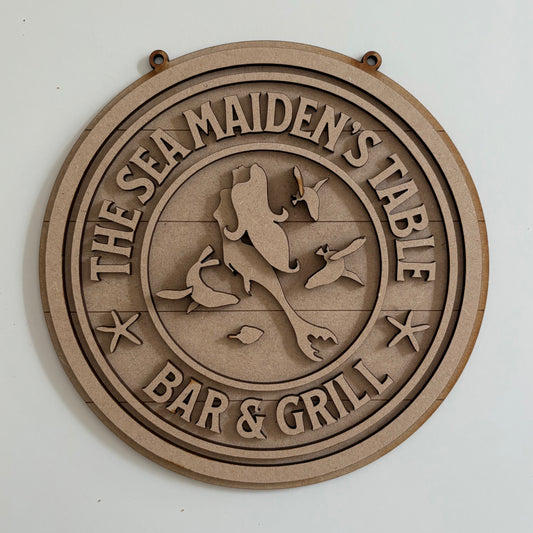 THE SEA MAIDEN'S TABLE
BAR & GRILL